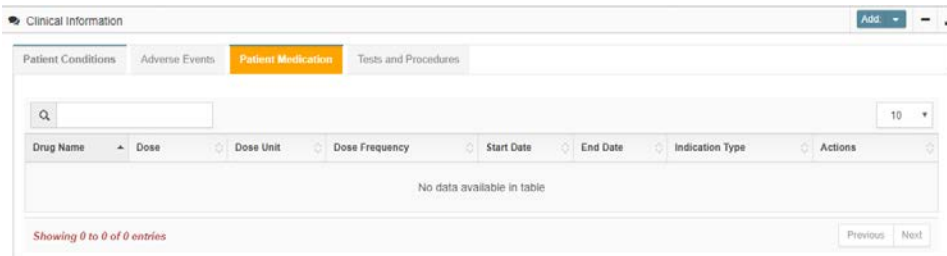 Clinical Information Add:
Patient Conditions Adverse Events Patient Medication Tests and Procedures
10
Drug Name Dose Dose Unit Dose Frequency Start Date End Date Indication Type Actions
No data available in table
Showing 0 to 0 of 0 entries Previous Next